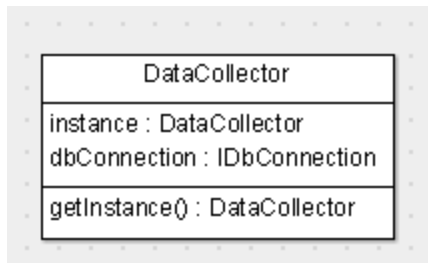 DataCollector
instance : DataCollector
dbConnection : IDbConnection
getInstance() : DataCollector